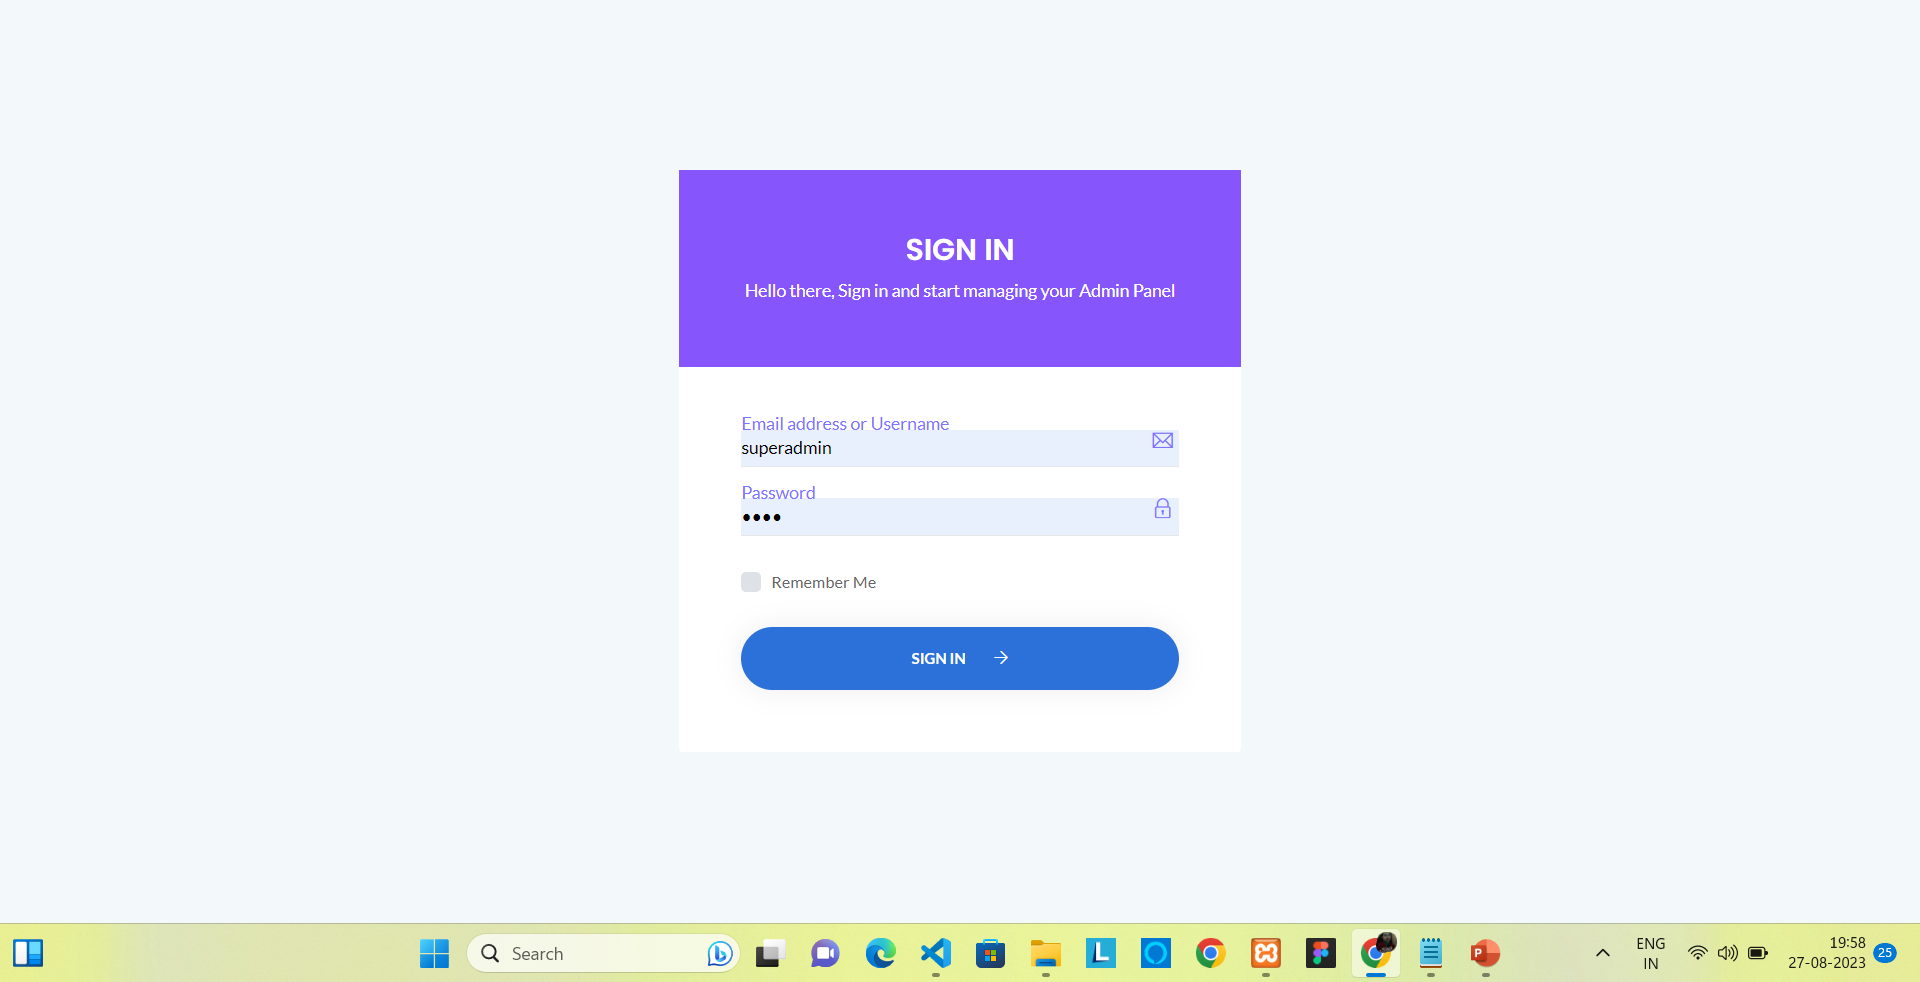 SIGN IN
Hello there, Sign in and start managing your Admin Panel
Email address or Username
superadmin
Password
••••
Remember Me
SIGN IN
Search
ENG
IN
19:58
27-08-2023
25